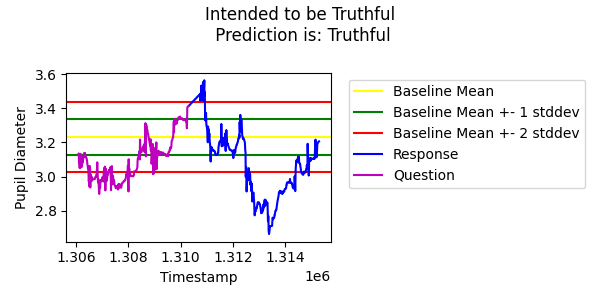 Intended to be Truthful
Prediction is: Truthful
3.6
3.4
3.2
3.0
2.8
Pupil Diameter
1.306
1.308
1.310
1.312
1.314
1e6
Timestamp
Baseline Mean
Baseline Mean +- 1 stddev
Baseline Mean +- 2 stddev
Response
Question